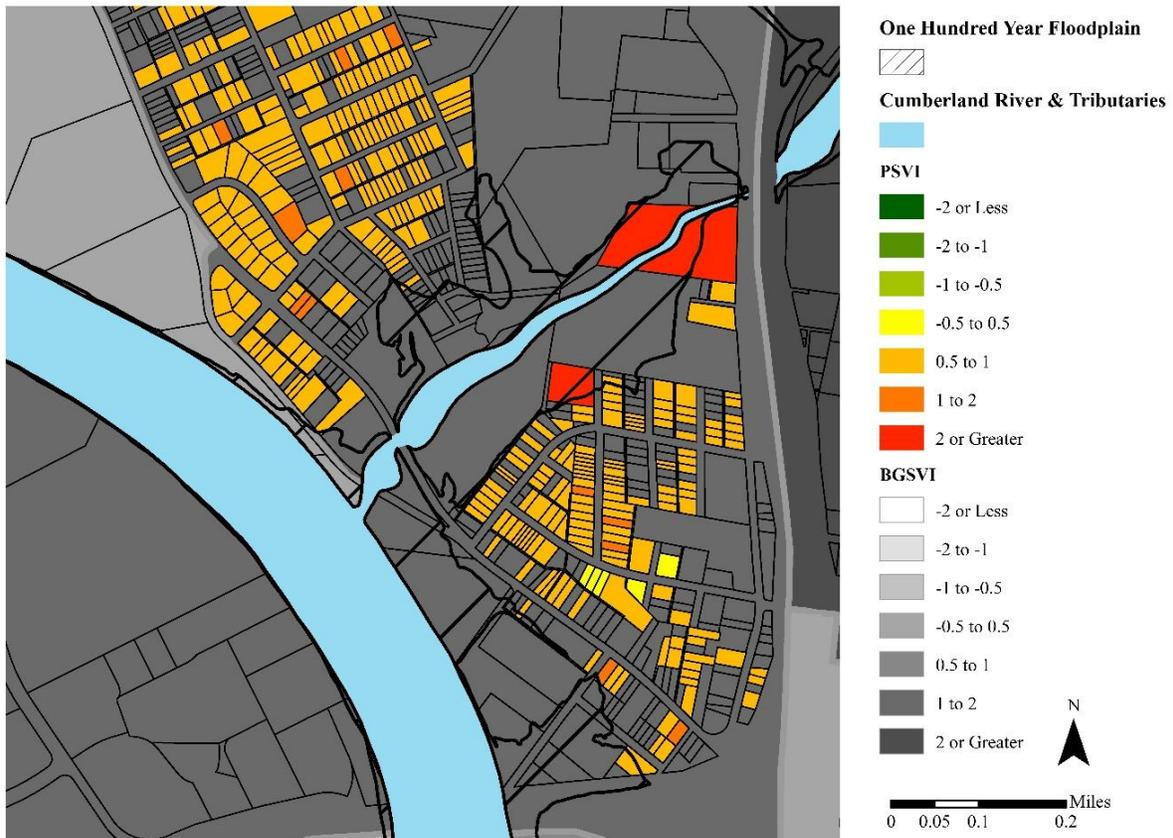 One Hundred Year Floodplain
Cumberland River & Tributaries
PSVI
-2 or Less
-2 to -1
-1 to -0.5
-0.5 to 0.5
0.5 to 1
1 to 2
2 or Greater
BGSVI
-2 or Less
-2 to -1
-1 to -0.5
-0.5 to 0.5
0.5 to 1
1 to 2
2 or Greater
N
Miles
0 0.05 0.1 0.2